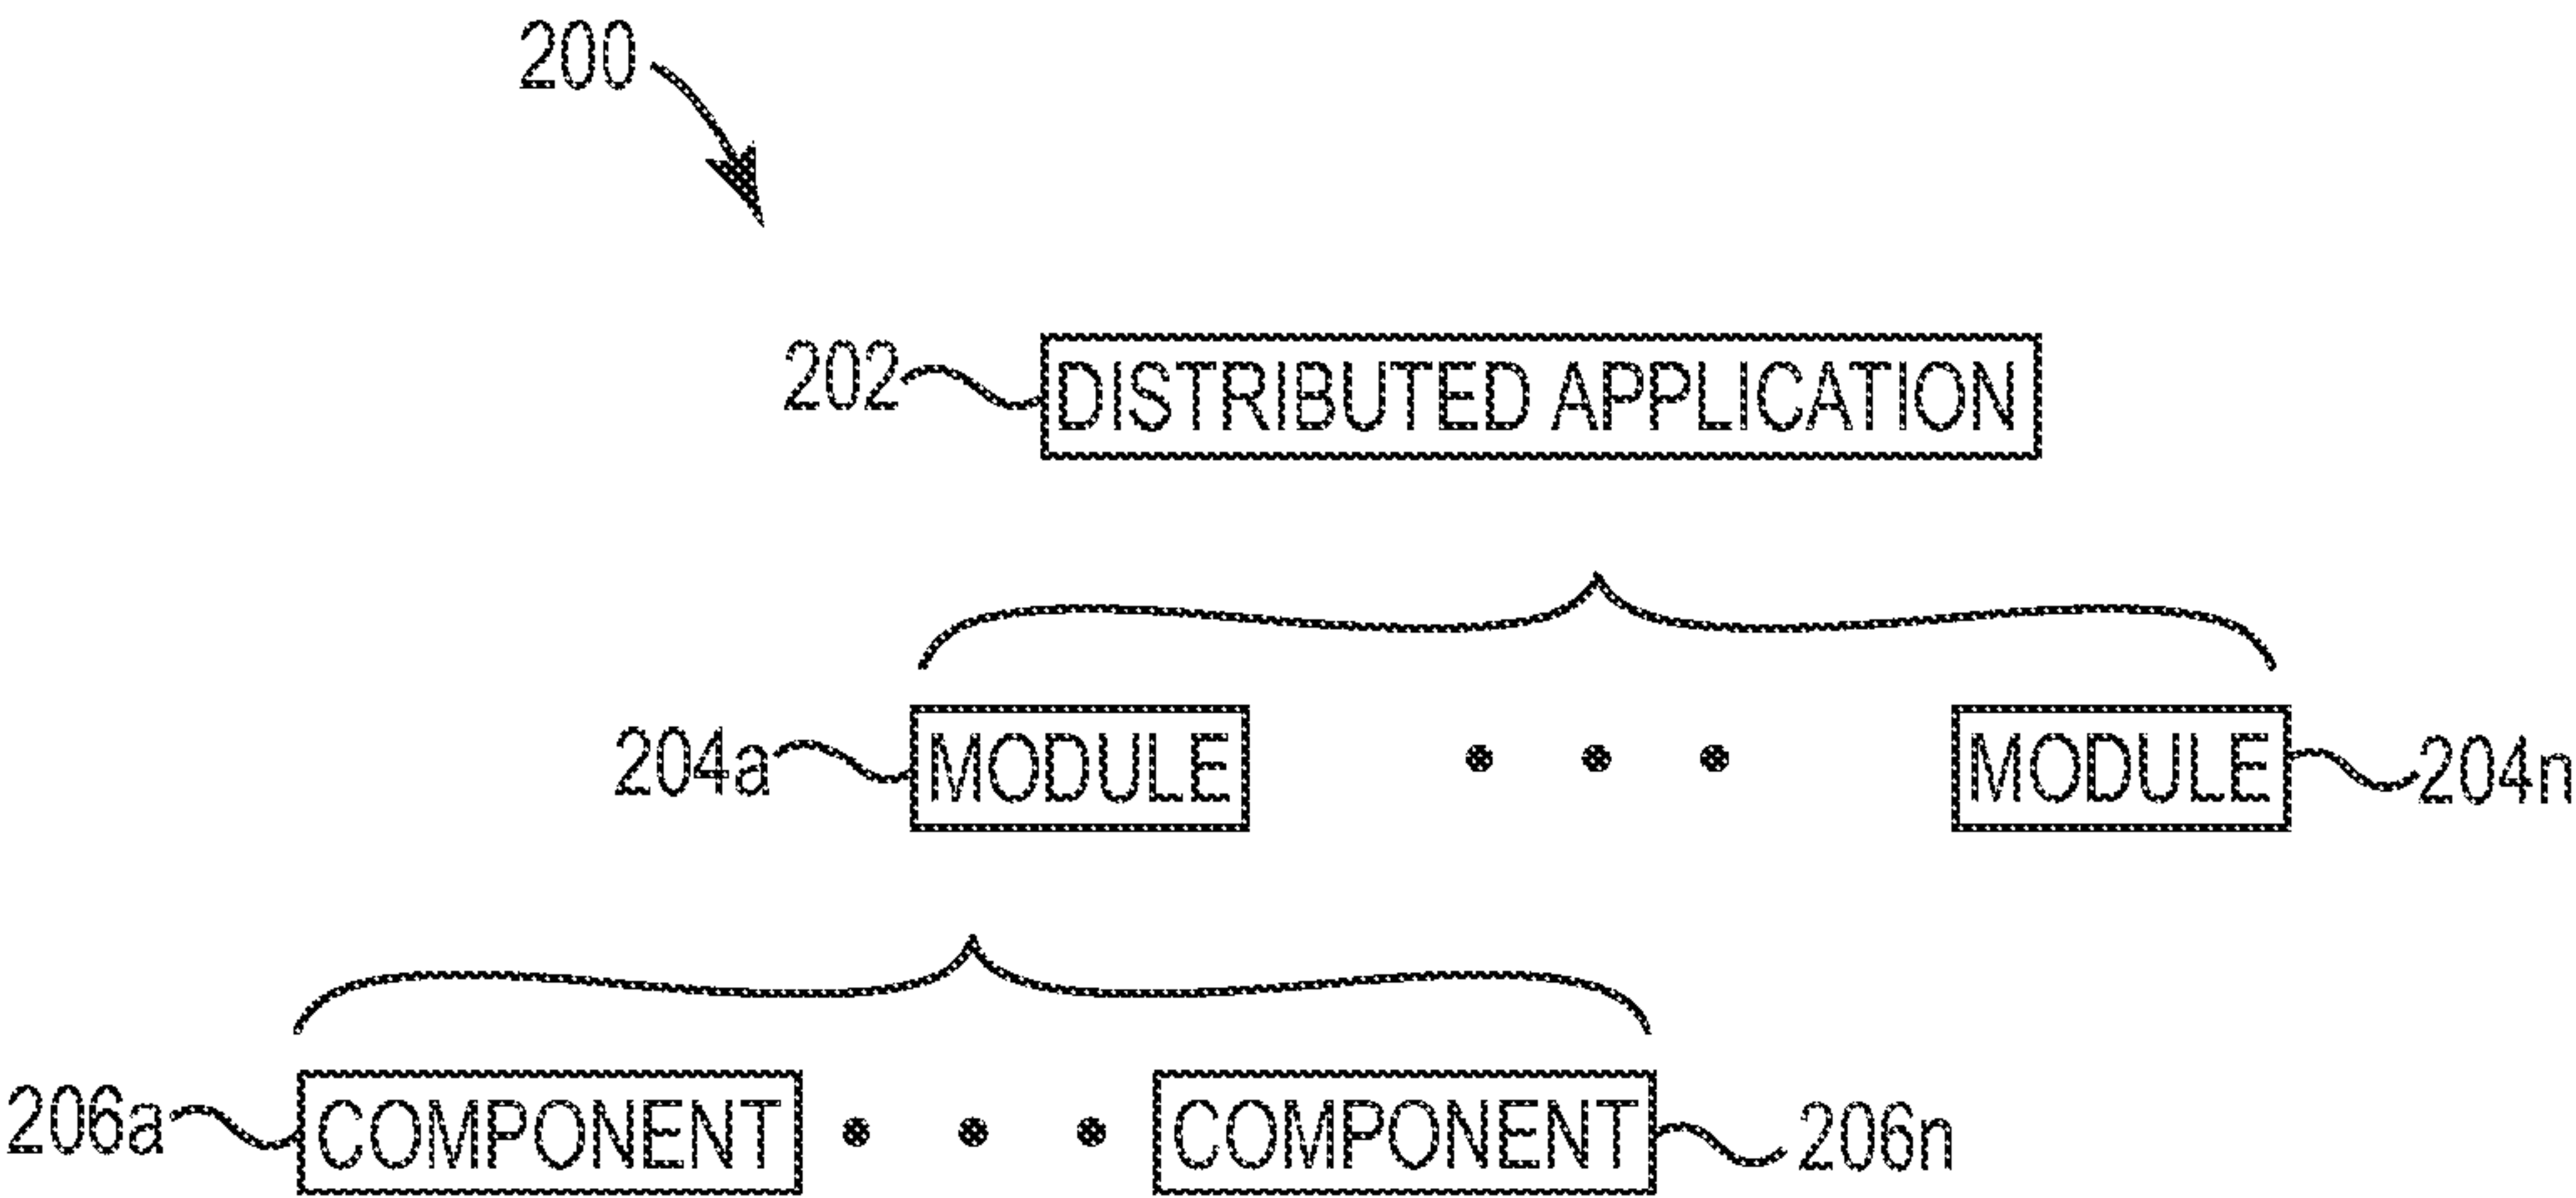 200
202 DISTRIBUTED APPLICATION
204a MODULE • • • MODULE 204n
206a COMPONENT • • • COMPONENT 206n